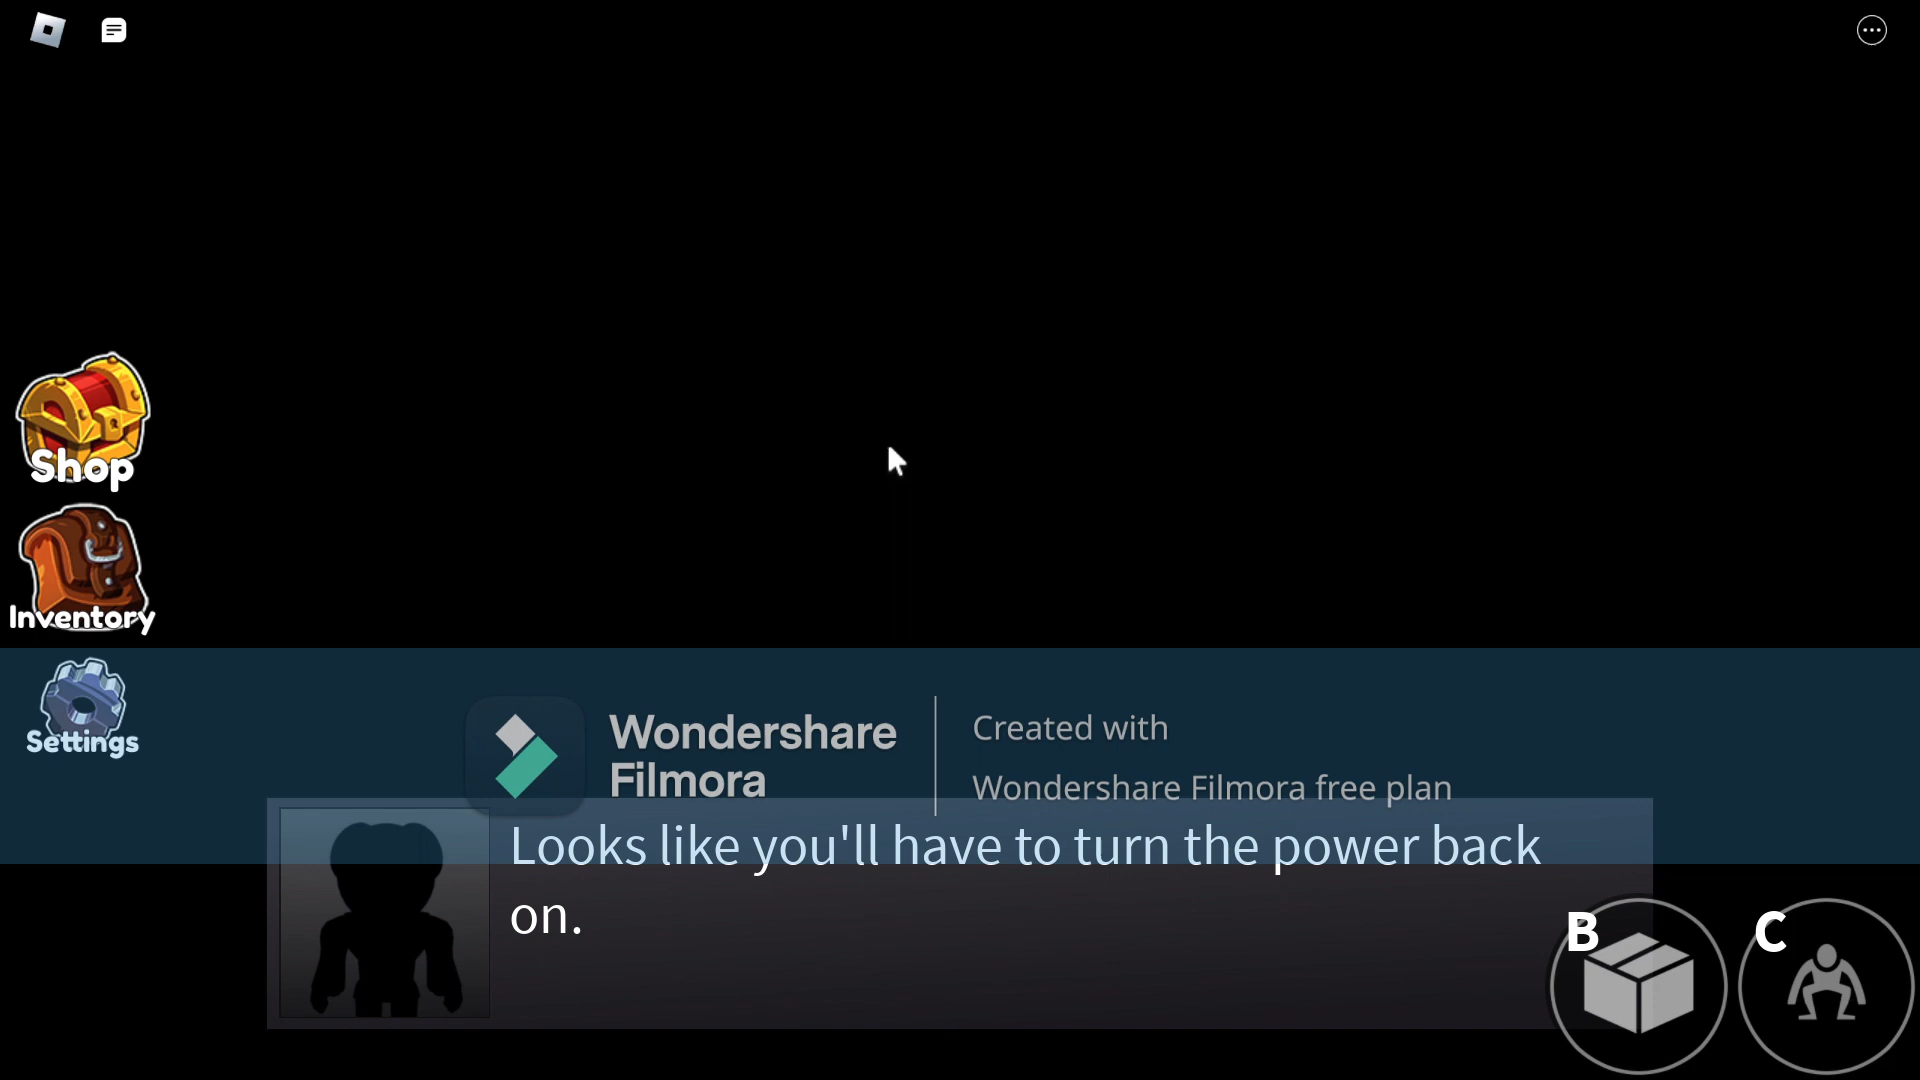 Shop
Inventory
Settings
Wondershare
Filmora
Created with
Wondershare Filmora free plan
Looks like you'll have to turn the power back
on.
B
C